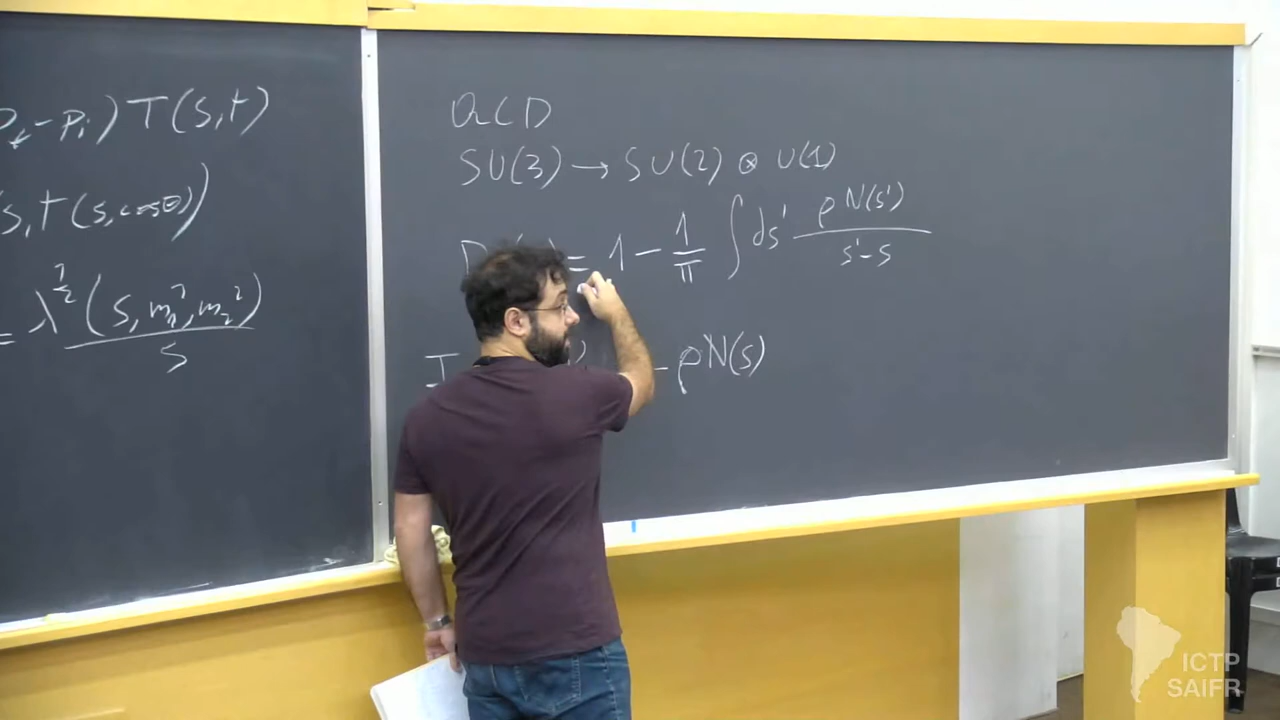 P_f - P_i) T(s,t)
s, t(s, cosθ))
= λ^{1/2} (s, m_1^2, m_2^2) / s
QCD
SU(3) → SU(2) ⊗ U(1)
D = 1 - 1/π ∫ ds' ρN(s') / s'-s
I - ρN(s)
ICTP
SAIFR